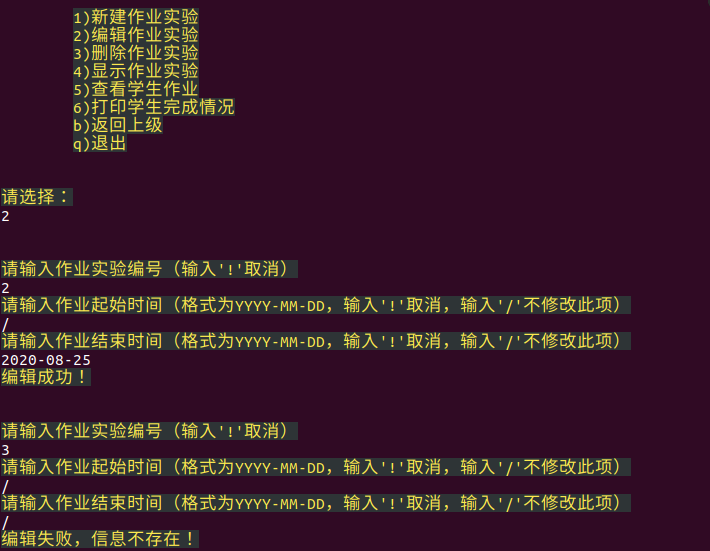 1)新建作业实验
2)编辑作业实验
3)删除作业实验
4)显示作业实验
5)查看学生作业
6)打印学生完成情况
b)返回上级
q)退出
请选择：
2
请输入作业实验编号（输入'!'取消）
2
请输入作业起始时间（格式为YYYY-MM-DD，输入'!'取消，输入'/'不修改此项）
/
请输入作业结束时间（格式为YYYY-MM-DD，输入'!'取消，输入'/'不修改此项）
2020-08-25
编辑成功！
请输入作业实验编号（输入'!'取消）
3
请输入作业起始时间（格式为YYYY-MM-DD，输入'!'取消，输入'/'不修改此项）
/
请输入作业结束时间（格式为YYYY-MM-DD，输入'!'取消，输入'/'不修改此项）
/
编辑失败，信息不存在！